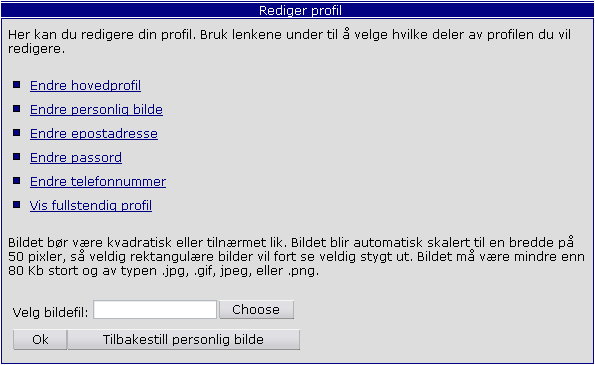 Rediger profil
Her kan du redigere din profil. Bruk lenkene under til å velge hvilke deler av profilen du vil
redigere.
Endre hovedprofil
Endre personlig bilde
Endre epostadresse
Endre passord
Endre telefonnummer
Vis fullstendig profil
Bildet bør være kvadratisk eller tilnærmet lik. Bildet blir automatisk skalert til en bredde på
50 pixler, så veldig rektangulære bilder vil fort se veldig stygt ut. Bildet må være mindre enn
80 Kb stort og av typen .jpg, .gif, jpeg, eller .png.
Velg bildefil: Choose
Ok Tilbakestill personlig bilde